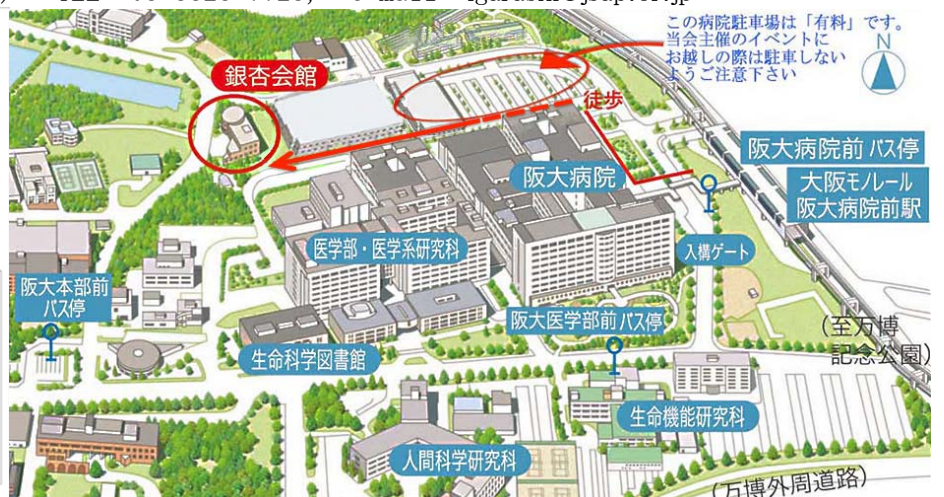 この病院駐車場は「有料」です。
当会主催のイベントに
お越しの際は駐車しない
ようご注意下さい
N
銀杏会館
徒歩
阪大病院前 バス停
大阪モノレール
阪大病院前駅
阪大病院
入構ゲート
医学部・医学系研究科
阪大本部前
バス停
阪大医学部前バス停
生命科学図書館
(至万博
記念公園)
生命機能研究科
人間科学研究科
(万博外周道路)